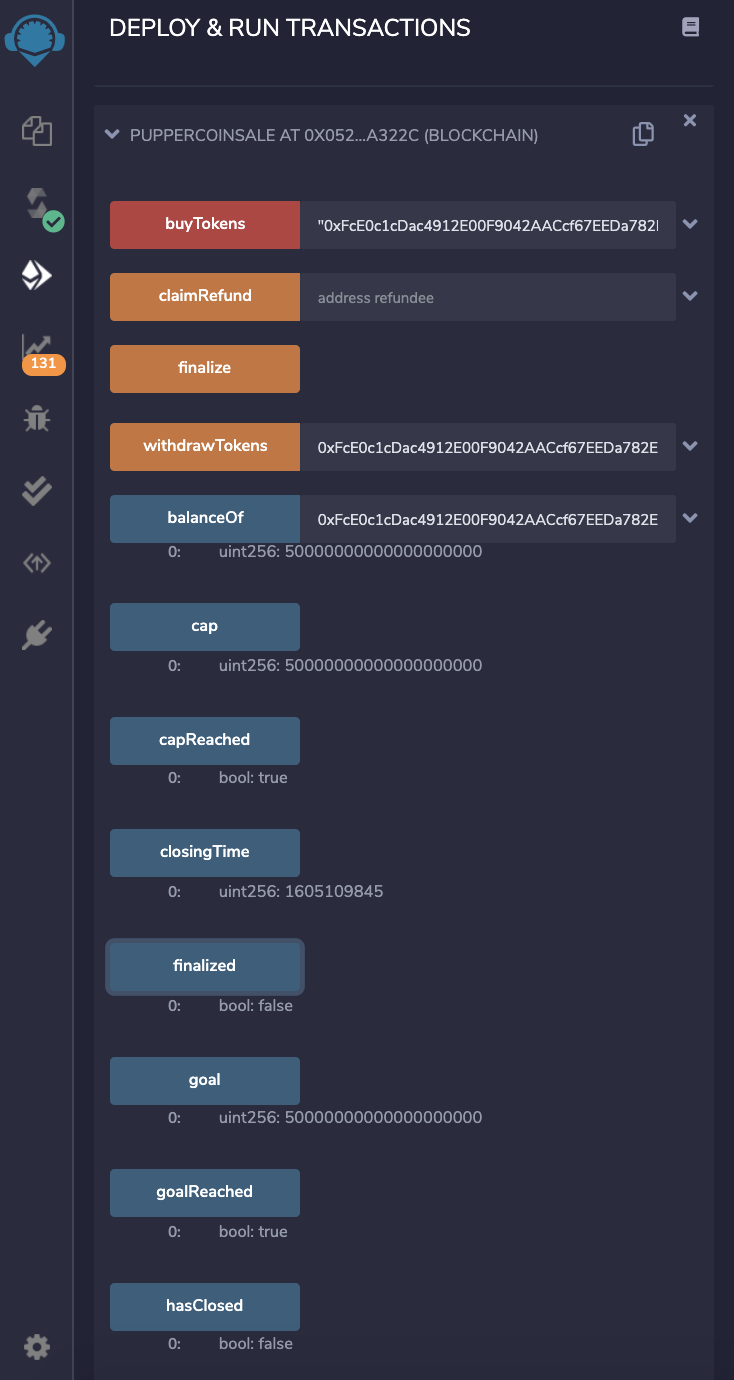 DEPLOY & RUN TRANSACTIONS
PUPPERCOINSALE AT 0X052...A322C (BLOCKCHAIN)
buyTokens "0xFcE0c1cDac4912E00F9042AACcf67EEDa782
claimRefund address refundee
finalize
131
withdrawTokens 0xFcE0c1cDac4912E00F9042AACcf67EEDa782E
balanceOf 0xFcE0c1cDac4912E00F9042AACcf67EEDa782E
0: uint256: 50000000000000000000
cap
0: uint256: 50000000000000000000
capReached
0: bool: true
closingTime
0: uint256: 1605109845
finalized
0: bool: false
goal
0: uint256: 50000000000000000000
goalReached
0: bool: true
hasClosed
0: bool: false